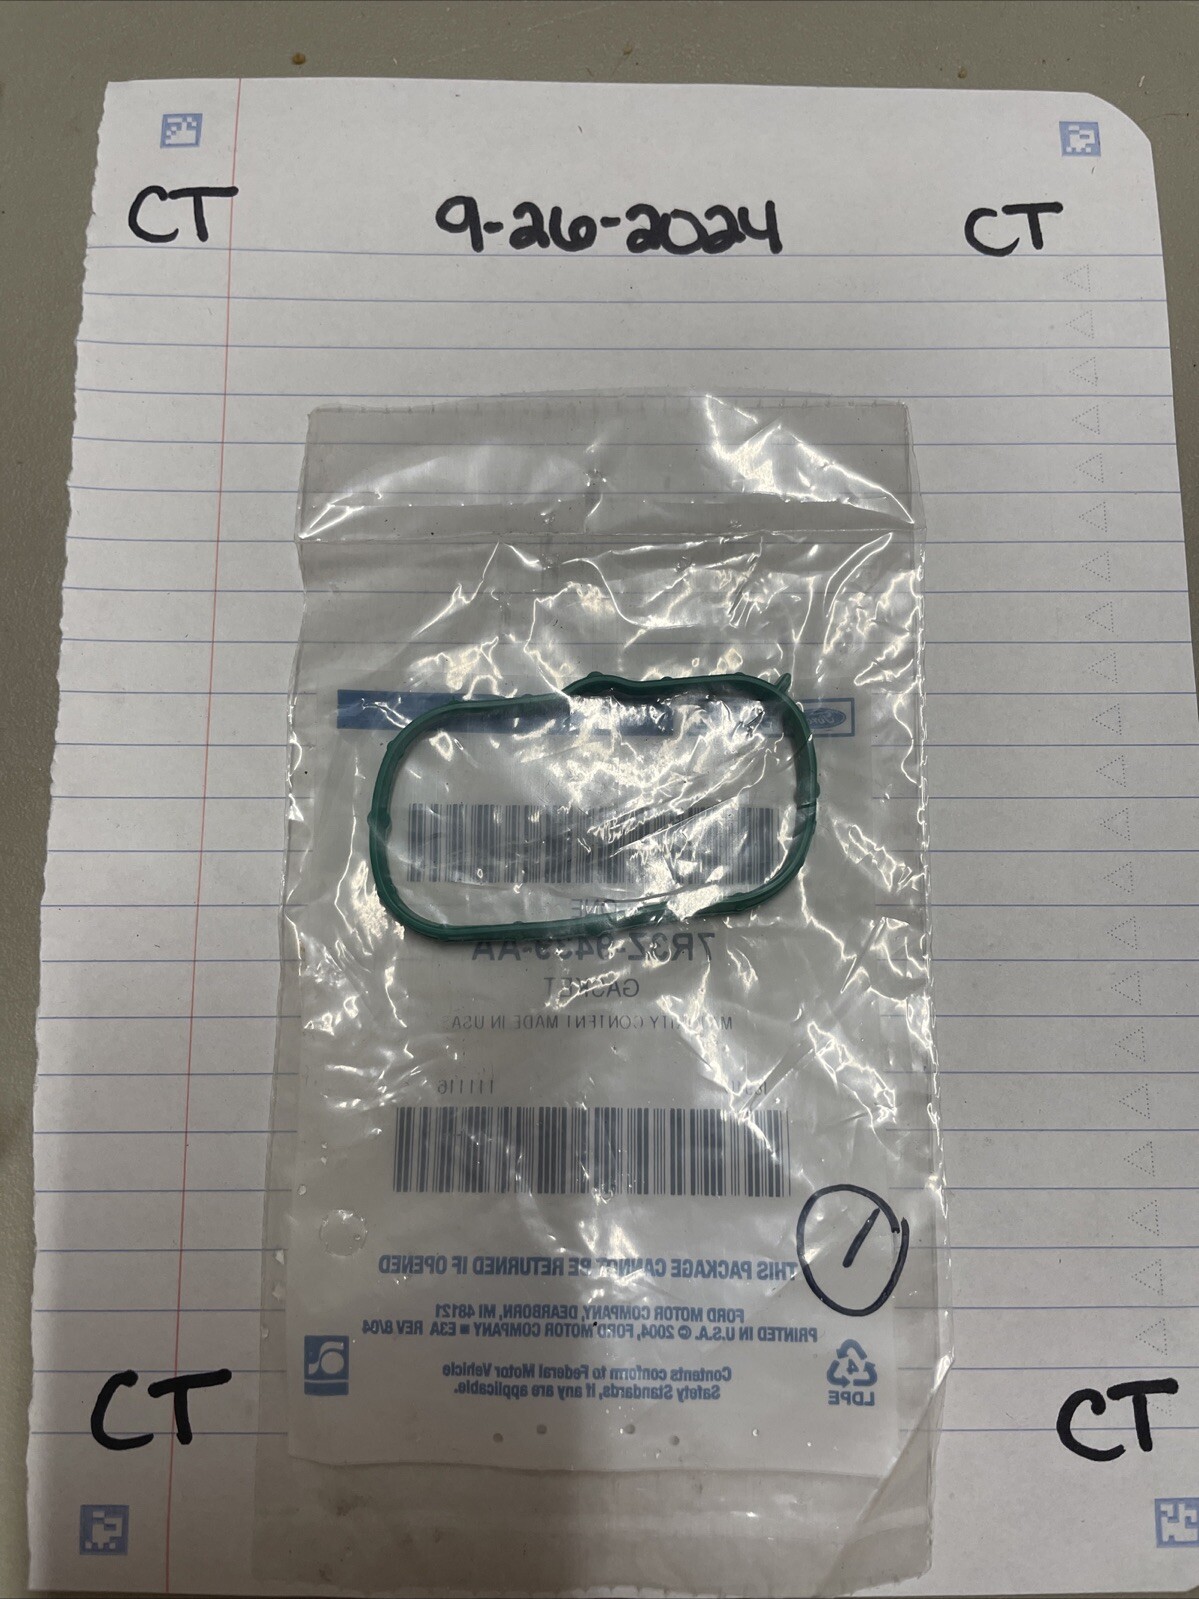 CT 9-26-2024 CT
Ford
7R3Z-9439-AA
GASKET
CONTENT MADE IN USA
111116
1
THIS PACKAGE CANNOT BE RETURNED IF OPENED
FORD MOTOR COMPANY, DEARBORN, MI 48121
PRINTED IN U.S.A. © 2004, FORD MOTOR COMPANY ■ E3A REV 8/04
Contents conform to Federal Motor Vehicle
Safety Standards, if any are applicable.
4
LDPE
CT CT